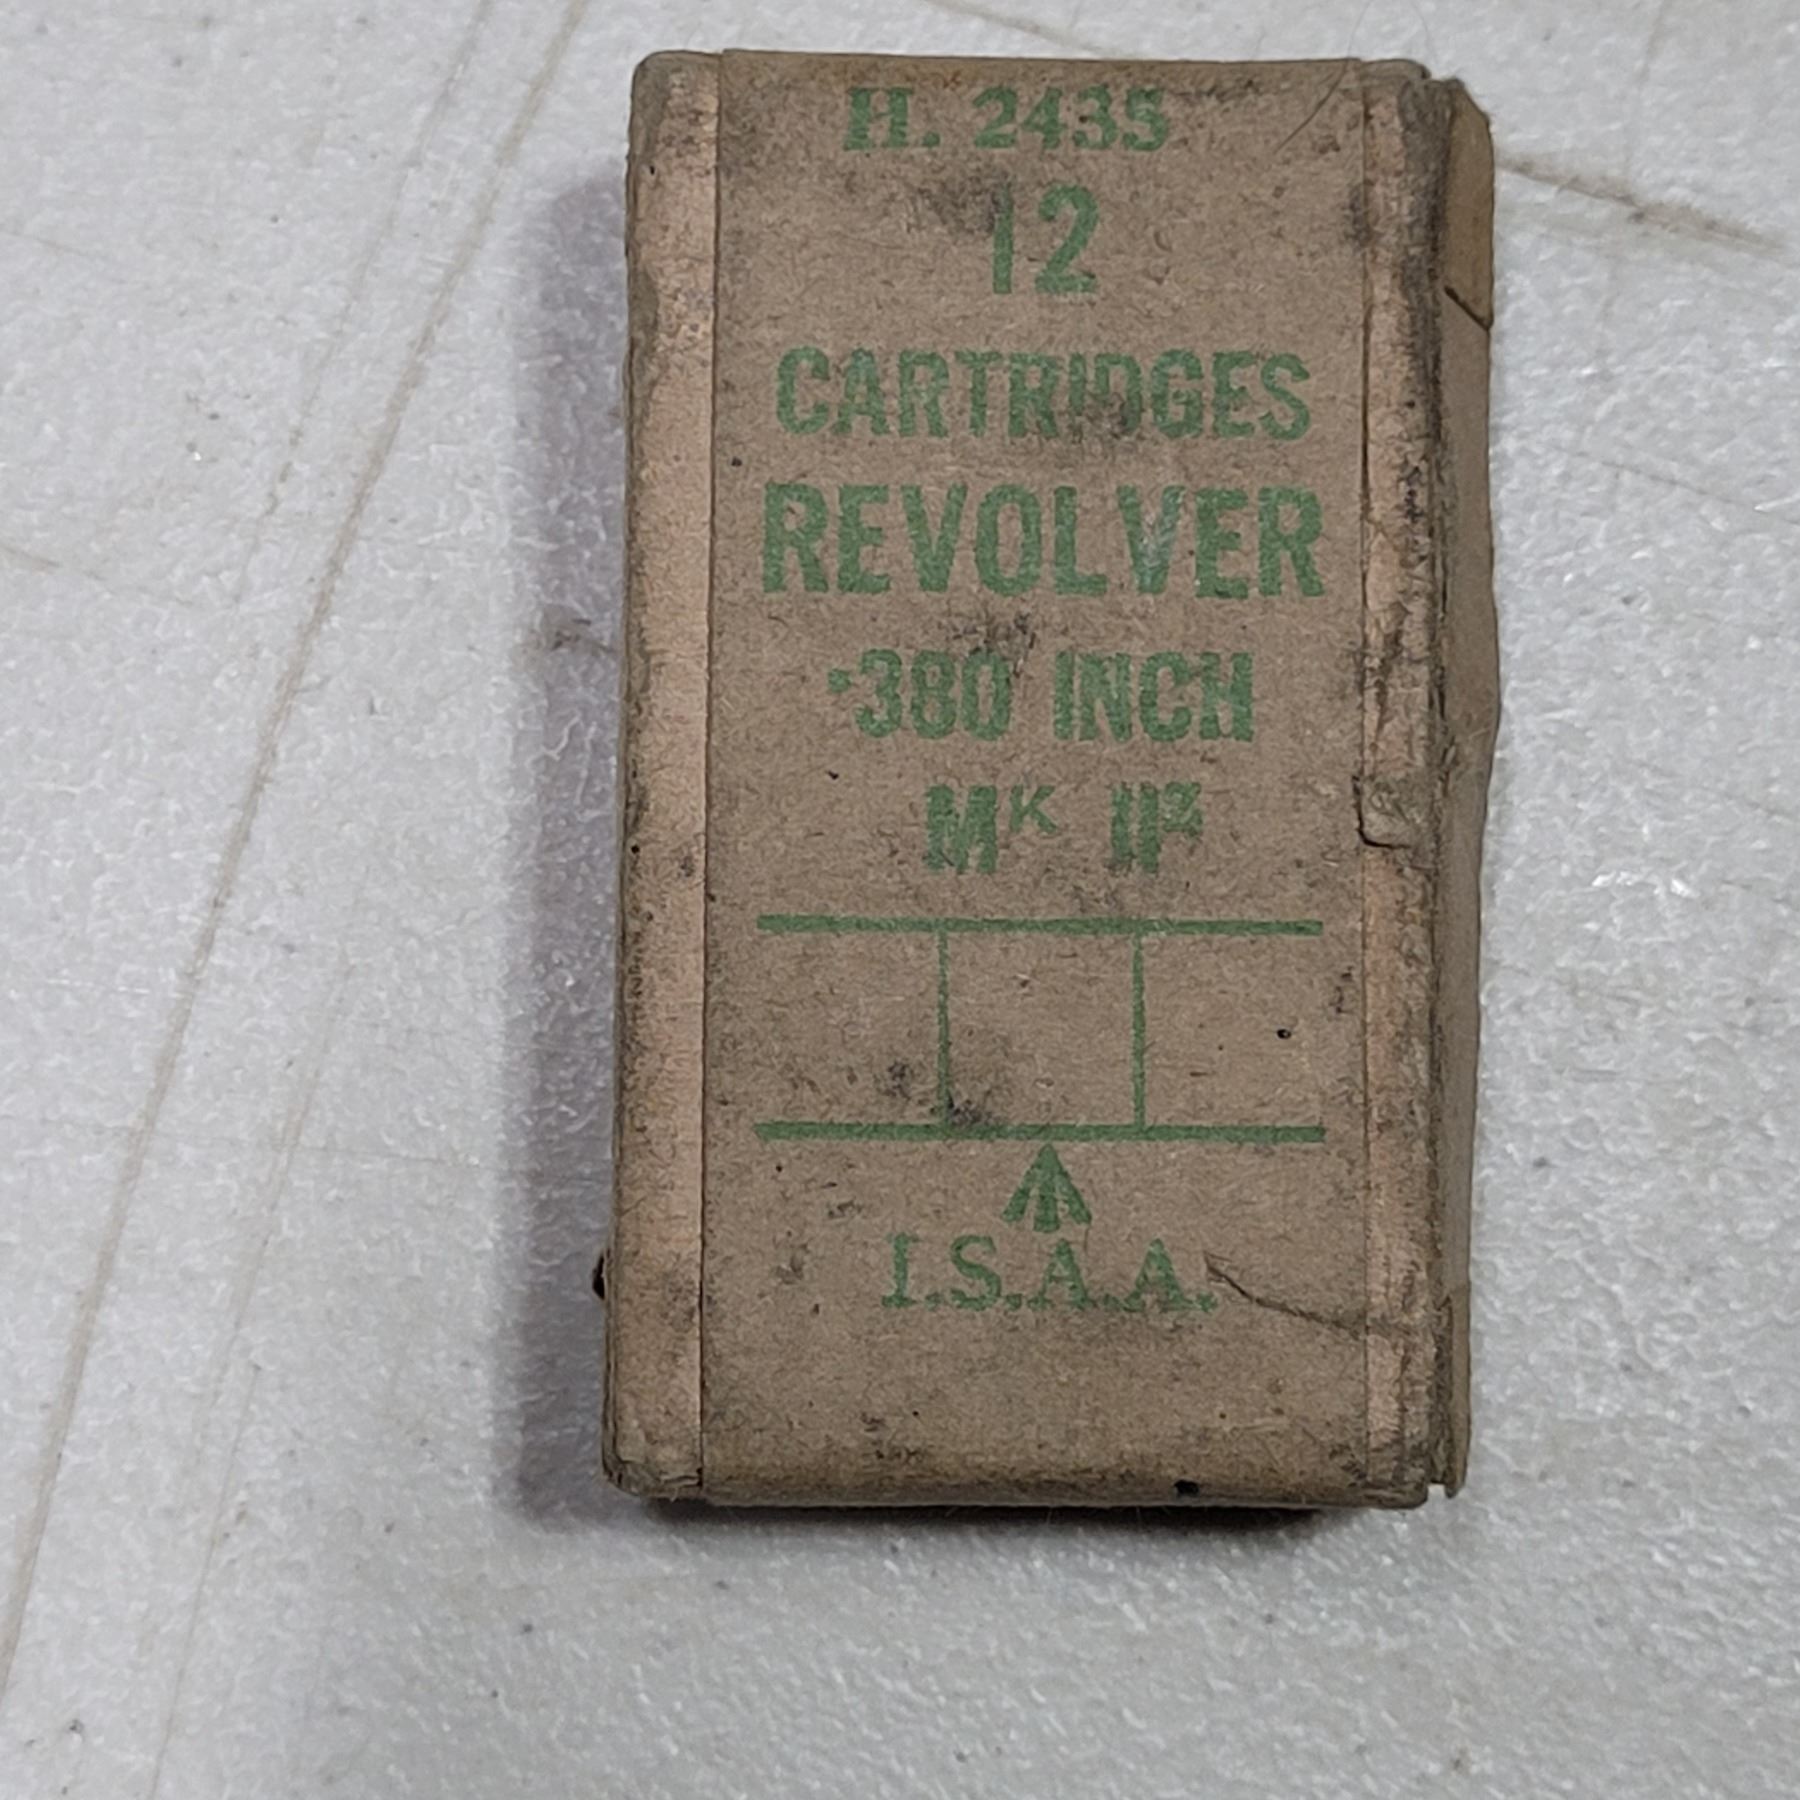 H. 2435
12
CARTRIDGES
REVOLVER
·380 INCH
MK IIZ
I.S.A.A.